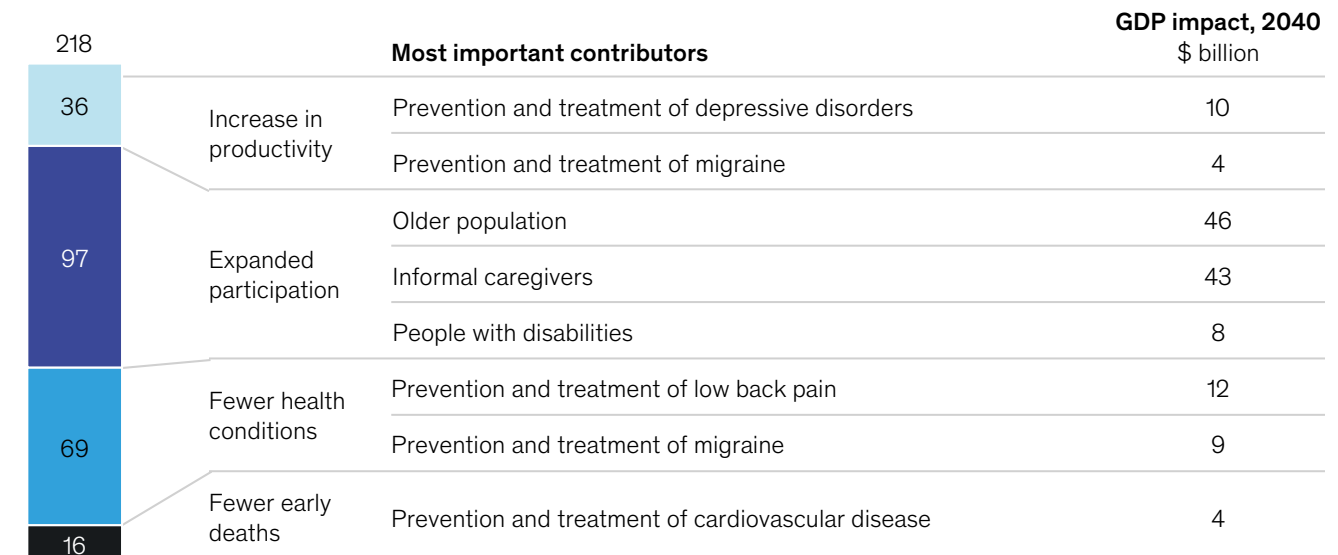 GDP impact, 2040
218
Most important contributors
$ billion
36
Increase in
productivity
Prevention and treatment of depressive disorders
10
Prevention and treatment of migraine
4
97
Expanded
participation
Older population
46
Informal caregivers
43
People with disabilities
8
69
Fewer health
conditions
Prevention and treatment of low back pain
12
Prevention and treatment of migraine
9
16
Fewer early
deaths
Prevention and treatment of cardiovascular disease
4